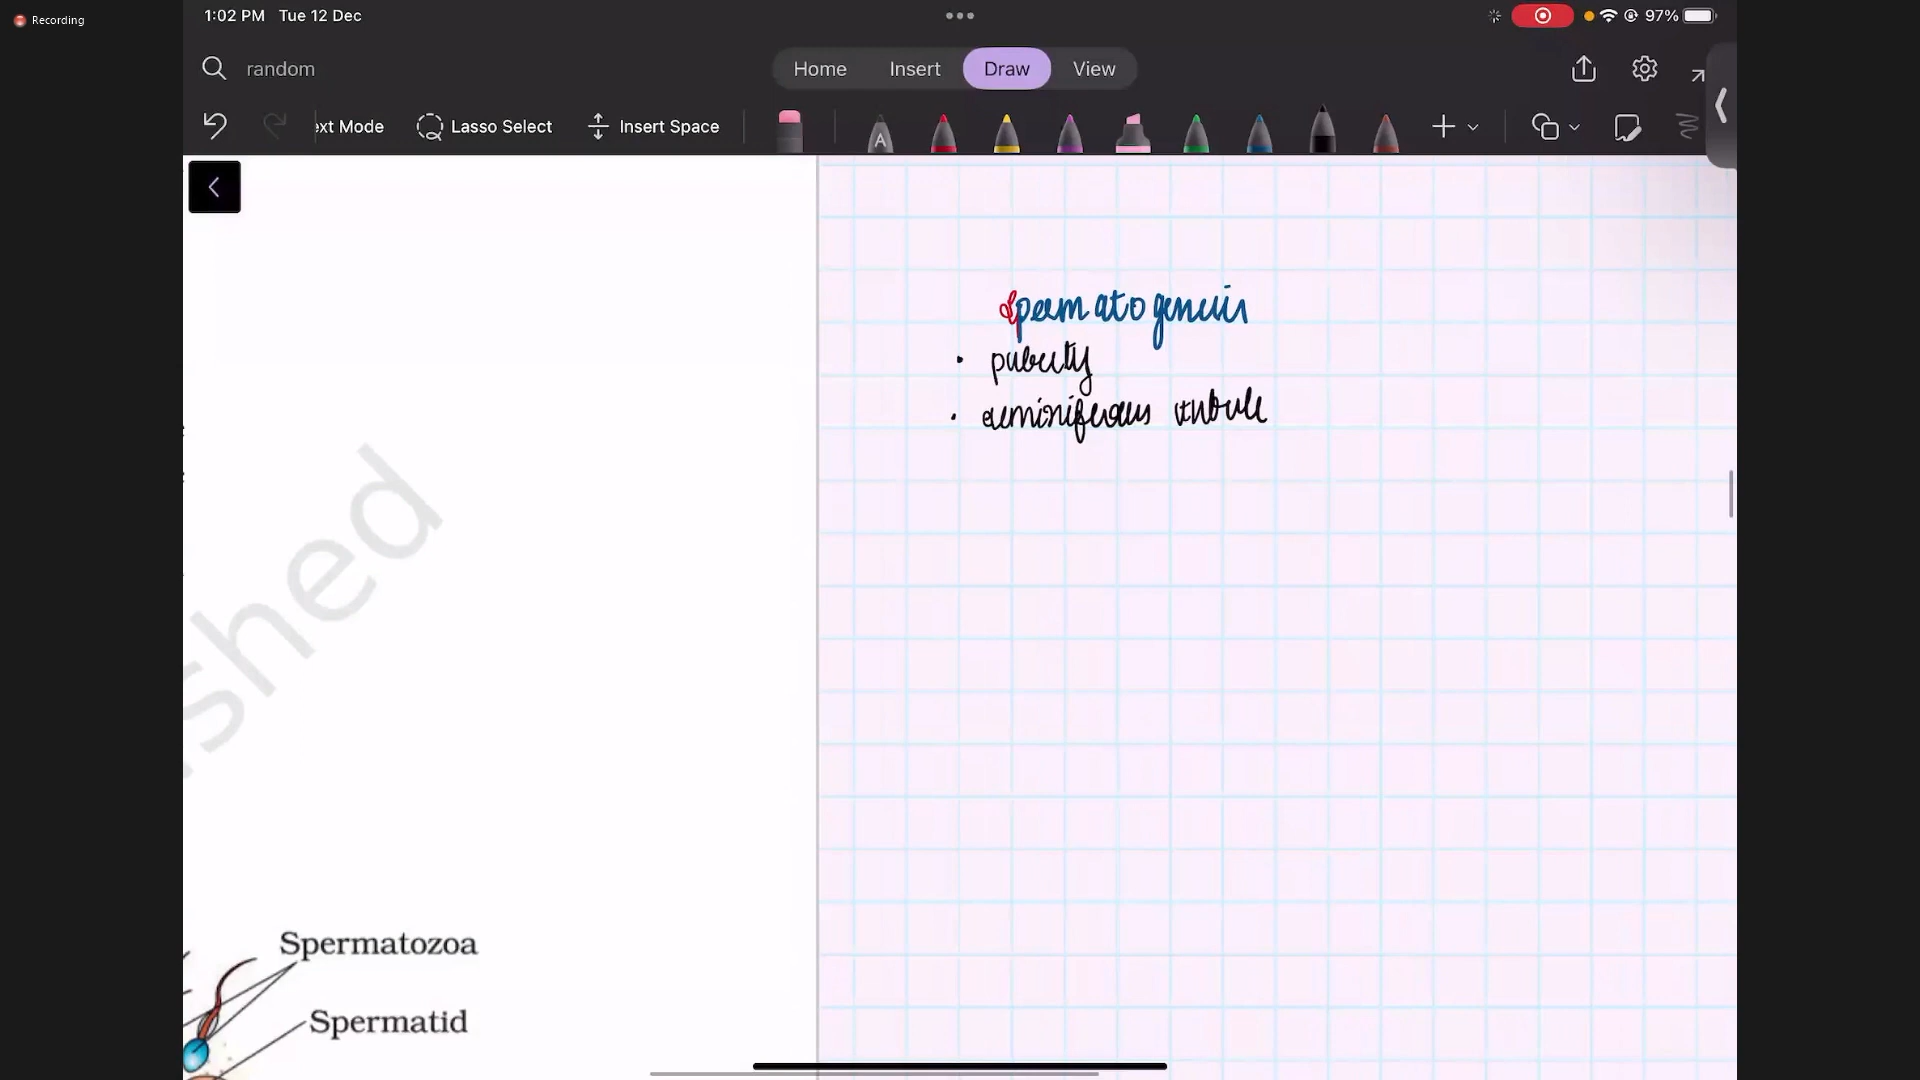 Recording
1:02 PM Tue 12 Dec
97%
random
Home Insert Draw View
ext Mode Lasso Select Insert Space
A
Spermatogenesis
• puberty
• seminiferous tubule
shed
Spermatozoa
Spermatid